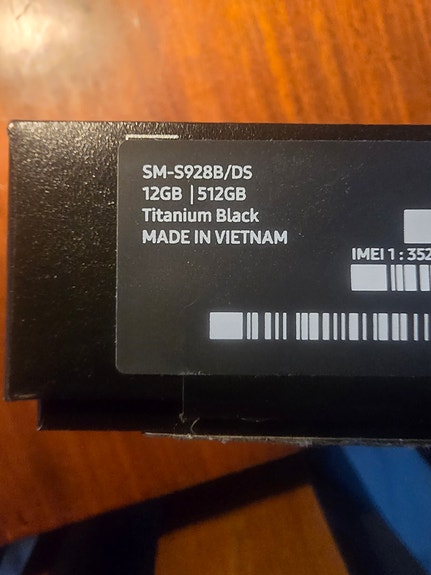 SM-S928B/DS
12GB | 512GB
Titanium Black
MADE IN VIETNAM
IMEI 1 : 352